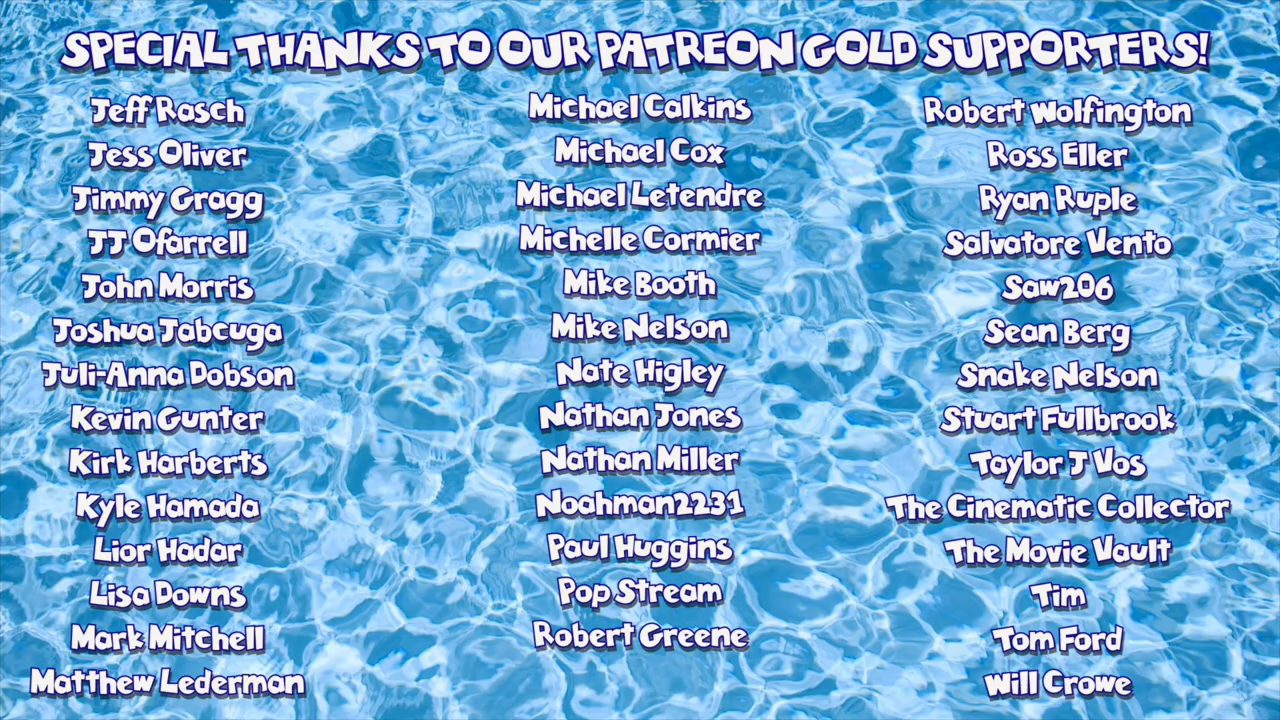 SPECIAL THANKS TO OUR PATREON GOLD SUPPORTERS!
Jeff Rasch
Jess Oliver
Jimmy Gragg
JJ Ofarrell
John Morris
Joshua Jabcuga
Juli-Anna Dobson
Kevin Gunter
Kirk Harberts
Kyle Hamada
Lior Hadar
Lisa Downs
Mark Mitchell
Matthew Lederman
Michael Calkins
Michael Cox
Michael Letendre
Michelle Cormier
Mike Booth
Mike Nelson
Nate Higley
Nathan Jones
Nathan Miller
Noahman2231
Paul Huggins
Pop Stream
Robert Greene
Robert Wolfington
Ross Eller
Ryan Ruple
Salvatore Vento
Saw206
Sean Berg
Snake Nelson
Stuart Fullbrook
Taylor J Vos
The Cinematic Collector
The Movie Vault
Tim
Tom Ford
Will Crowe